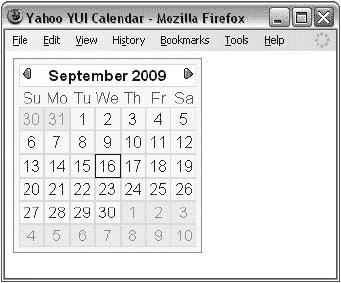 Yahoo YUI Calendar - Mozilla Firefox
File Edit View History Bookmarks Tools Help
September 2009
Su Mo Tu We Th Fr Sa
30 31 1 2 3 4 5
6 7 8 9 10 11 12
13 14 15 16 17 18 19
20 21 22 23 24 25 26
27 28 29 30 1 2 3
4 5 6 7 8 9 10